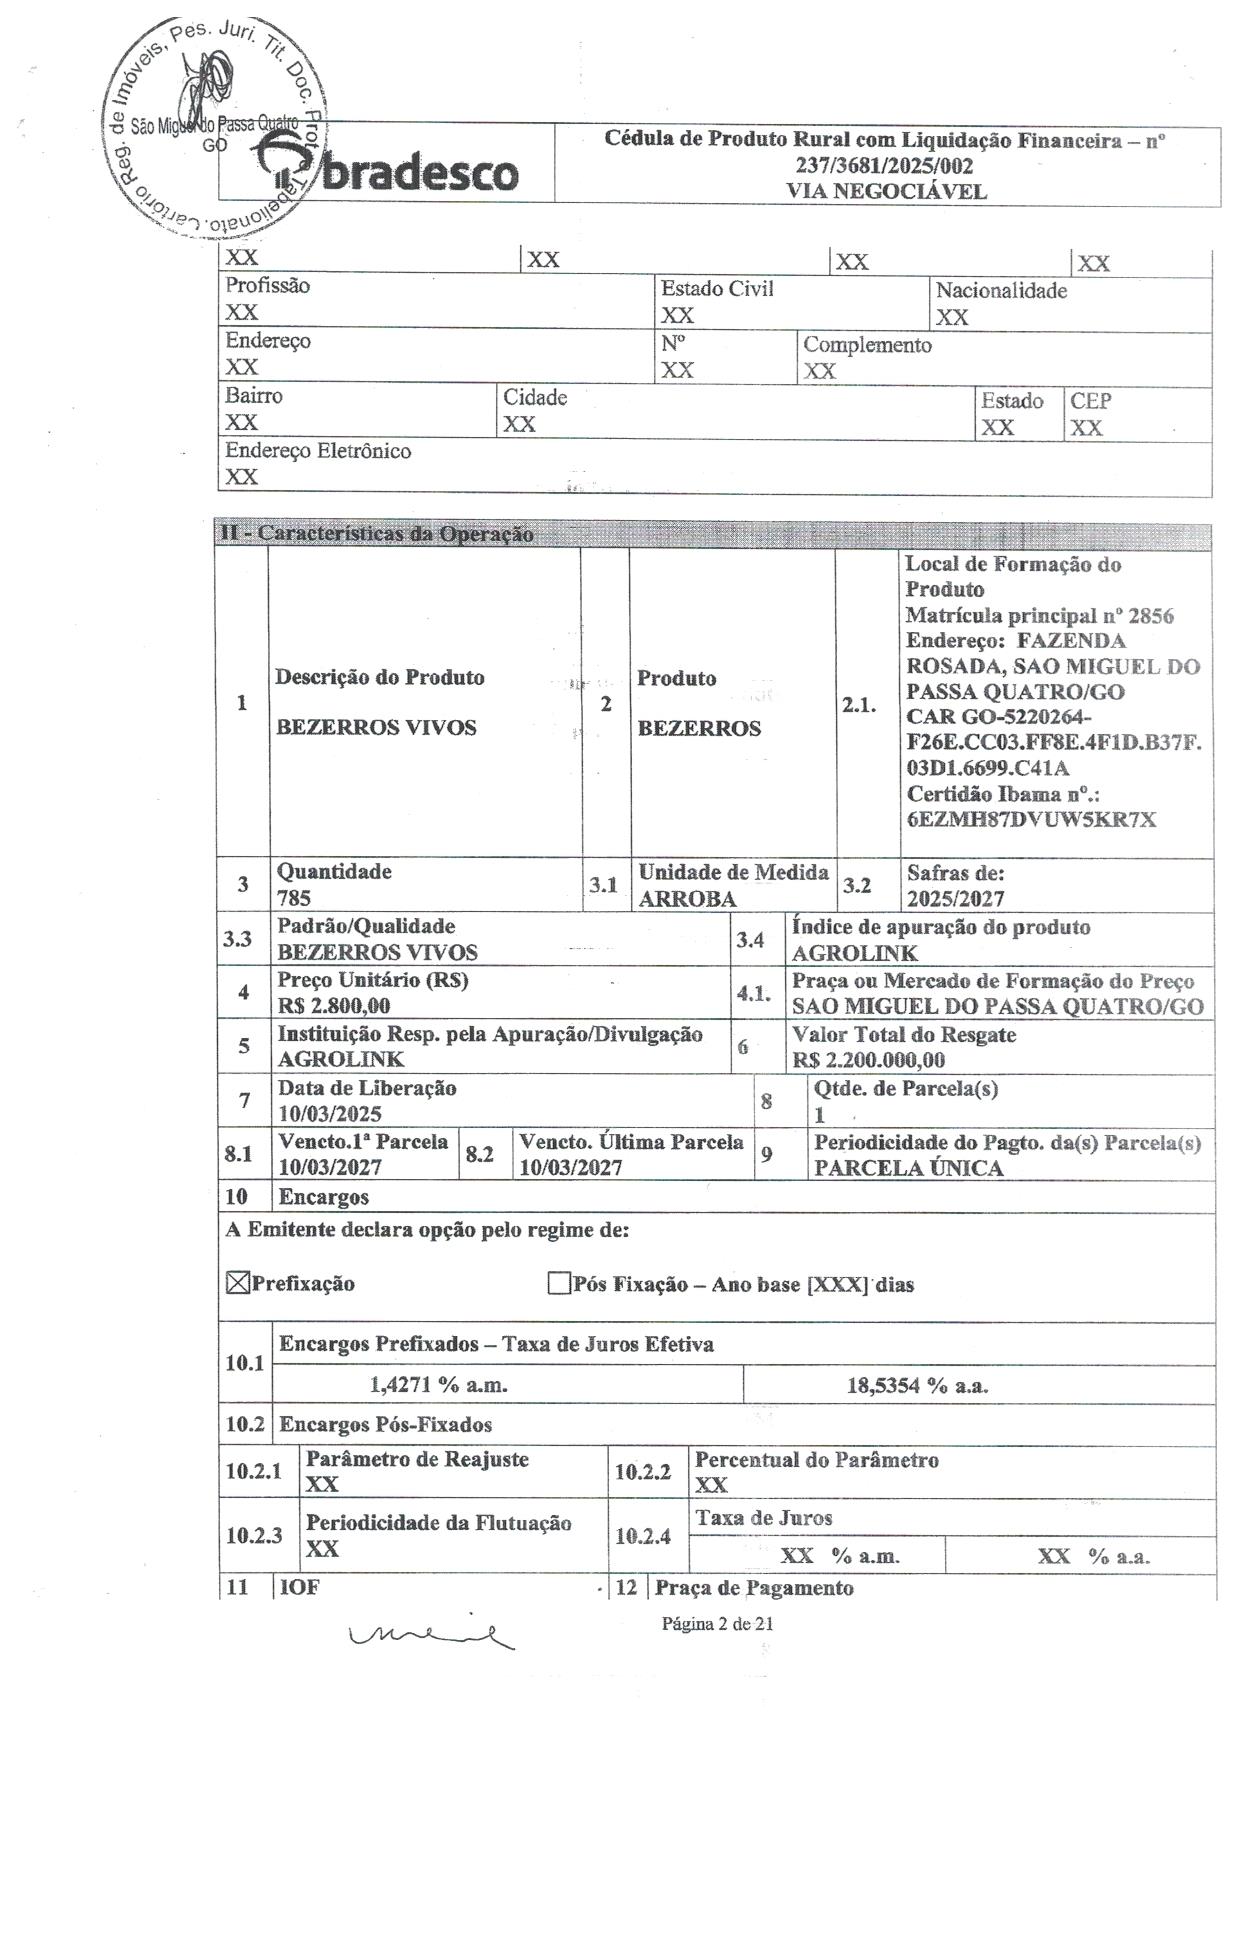 Cartório Reg. de Imóveis, Pes. Juri. Tit. Doc. Prot. e Tabelionato.
São Miguel do Passa Quatro
GO
bradesco
Cédula de Produto Rural com Liquidação Financeira – nº
237/3681/2025/002
VIA NEGOCIÁVEL
XX XX XX XX
Profissão Estado Civil Nacionalidade
XX XX XX
Endereço Nº Complemento
XX XX XX
Bairro Cidade Estado CEP
XX XX XX XX
Endereço Eletrônico
XX
II - Características da Operação
1
Descrição do Produto
BEZERROS VIVOS
2
Produto
BEZERROS
2.1.
Local de Formação do
Produto
Matrícula principal nº 2856
Endereço: FAZENDA
ROSADA, SAO MIGUEL DO
PASSA QUATRO/GO
CAR GO-5220264-
F26E.CC03.FF8E.4F1D.B37F.
03D1.6699.C41A
Certidão Ibama nº.:
6EZMH87DVUW5KR7X
3
Quantidade
785
3.1
Unidade de Medida
ARROBA
3.2
Safras de:
2025/2027
3.3
Padrão/Qualidade
BEZERROS VIVOS
3.4
Índice de apuração do produto
AGROLINK
4
Preço Unitário (R$)
R$ 2.800,00
4.1.
Praça ou Mercado de Formação do Preço
SAO MIGUEL DO PASSA QUATRO/GO
5
Instituição Resp. pela Apuração/Divulgação
AGROLINK
6
Valor Total do Resgate
R$ 2.200.000,00
7
Data de Liberação
10/03/2025
8
Qtde. de Parcela(s)
1
8.1
Vencto.1ª Parcela
10/03/2027
8.2
Vencto. Última Parcela
10/03/2027
9
Periodicidade do Pagto. da(s) Parcela(s)
PARCELA ÚNICA
10 Encargos
A Emitente declara opção pelo regime de:
☒Prefixação ☐Pós Fixação – Ano base [XXX] dias
10.1
Encargos Prefixados – Taxa de Juros Efetiva
1,4271 % a.m. 18,5354 % a.a.
10.2 Encargos Pós-Fixados
10.2.1
Parâmetro de Reajuste
XX
10.2.2
Percentual do Parâmetro
XX
10.2.3
Periodicidade da Flutuação
XX
10.2.4
Taxa de Juros
XX % a.m. XX % a.a.
11 IOF 12 Praça de Pagamento
Página 2 de 21